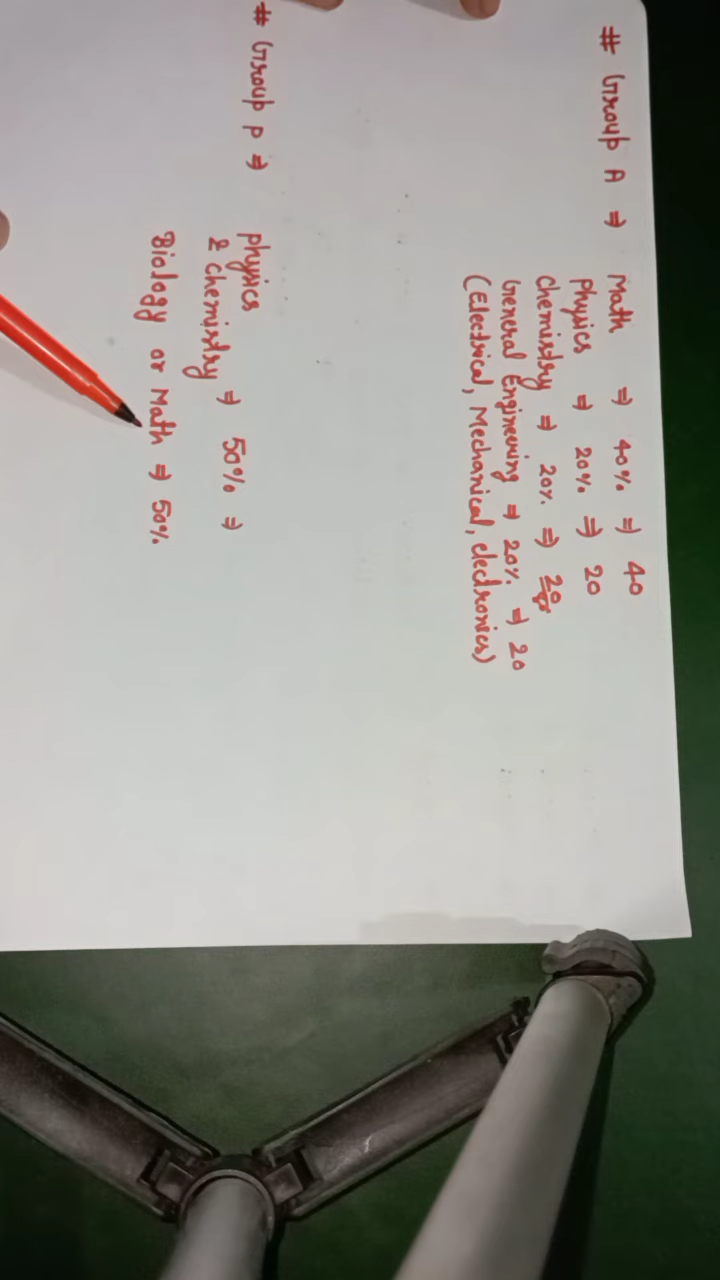 # Group A ⇒ Math ⇒ 40% ⇒ 40
Physics ⇒ 20% ⇒ 20
Chemistry ⇒ 20% ⇒ 20
General Engineering ⇒ 20% ⇒ 20
(Electrical, Mechanical, electronics)
# Group P ⇒ Physics
& Chemistry ⇒ 50% ⇒
Biology or Math ⇒ 50%